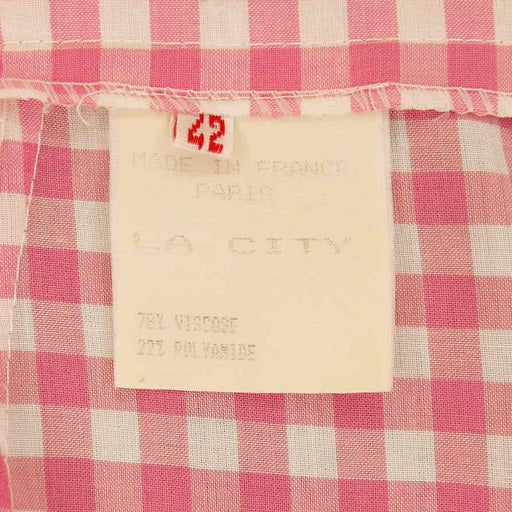 42
MADE IN FRANCE
PARIS
LA CITY
78% VISCOSE
22% POLYAMIDE